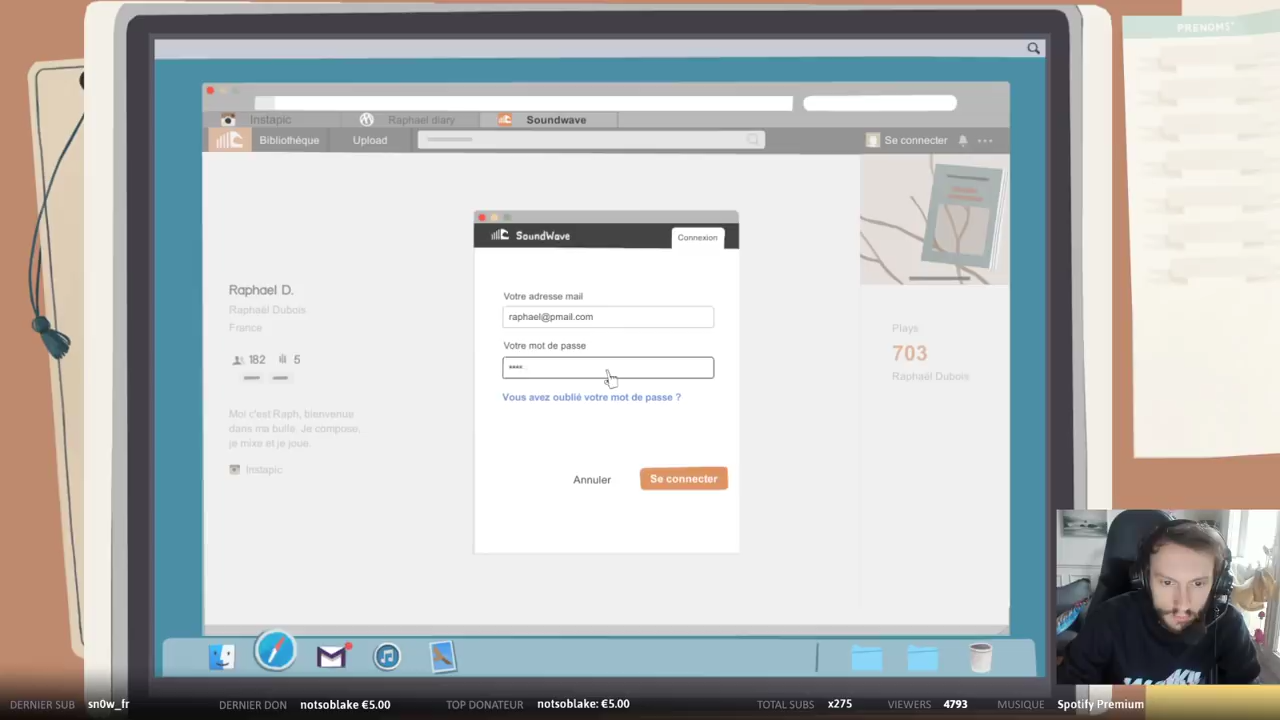 PRENOMS*
Instapic
Raphael diary
Soundwave
Bibliothèque
Upload
Se connecter
SoundWave
Connexion
Votre adresse mail
raphael@pmail.com
Votre mot de passe
****
Vous avez oublié votre mot de passe ?
Annuler
Se connecter
Raphael D.
Raphaël Dubois
France
182
5
Moi c'est Raph, bienvenue
dans ma bulle. Je compose,
je mixe et je joue.
Instapic
Plays
703
Raphaël Dubois
DERNIER SUB sn0w_fr
DERNIER DON notsoblake €5.00
TOP DONATEUR notsoblake: €5.00
TOTAL SUBS x275
VIEWERS 4793
MUSIQUE Spotify Premium